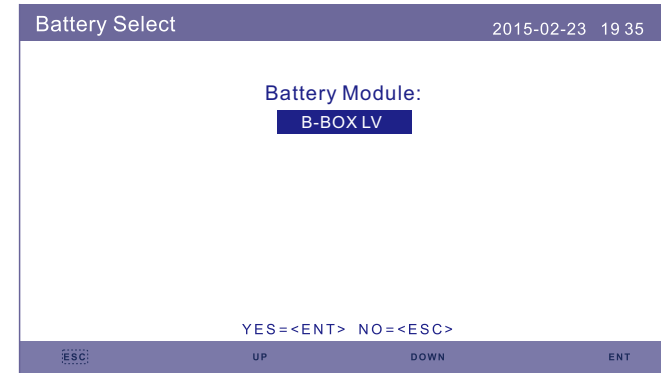 Battery Select 2015-02-23 19 35
Battery Module:
B-BOX LV
YES=<ENT> NO=<ESC>
ESC UP DOWN ENT